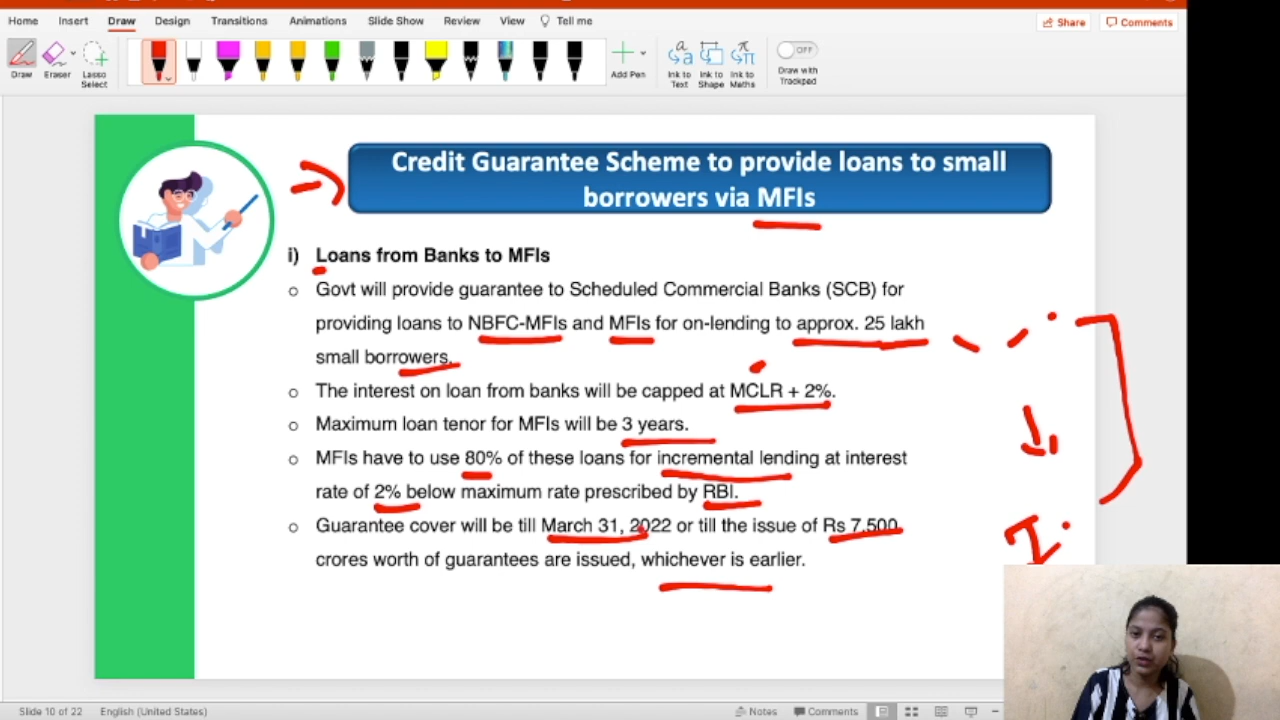 Home Insert Draw Design Transitions Animations Slide Show Review View Tell me Share Comments
Draw Eraser Lasso Select Add Pen Ink to Text Ink to Shape Ink to Maths OFF Draw with Trackpad
Credit Guarantee Scheme to provide loans to small
borrowers via MFIs
i) Loans from Banks to MFIs
o Govt will provide guarantee to Scheduled Commercial Banks (SCB) for
providing loans to NBFC-MFIs and MFIs for on-lending to approx. 25 lakh
small borrowers.
o The interest on loan from banks will be capped at MCLR + 2%.
o Maximum loan tenor for MFIs will be 3 years.
o MFIs have to use 80% of these loans for incremental lending at interest
rate of 2% below maximum rate prescribed by RBI.
o Guarantee cover will be till March 31, 2022 or till the issue of Rs 7,500
crores worth of guarantees are issued, whichever is earlier.
Slide 10 of 22 English (United States) Notes Comments